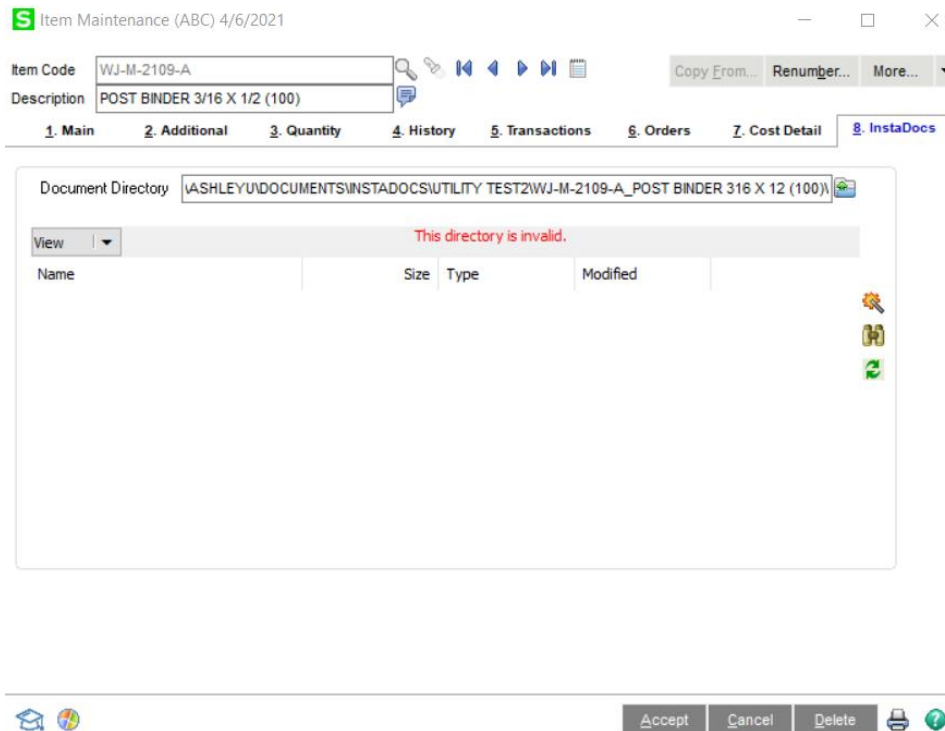 S Item Maintenance (ABC) 4/6/2021
Item Code WJ-M-2109-A Copy From... Renumber... More...
Description POST BINDER 3/16 X 1/2 (100)
1. Main 2. Additional 3. Quantity 4. History 5. Transactions 6. Orders 7. Cost Detail 8. InstaDocs
Document Directory \ASHLEYU\DOCUMENTS\INSTADOCS\UTILITY TEST2\WJ-M-2109-A_POST BINDER 316 X 12 (100)\
View This directory is invalid.
Name Size Type Modified
Accept Cancel Delete